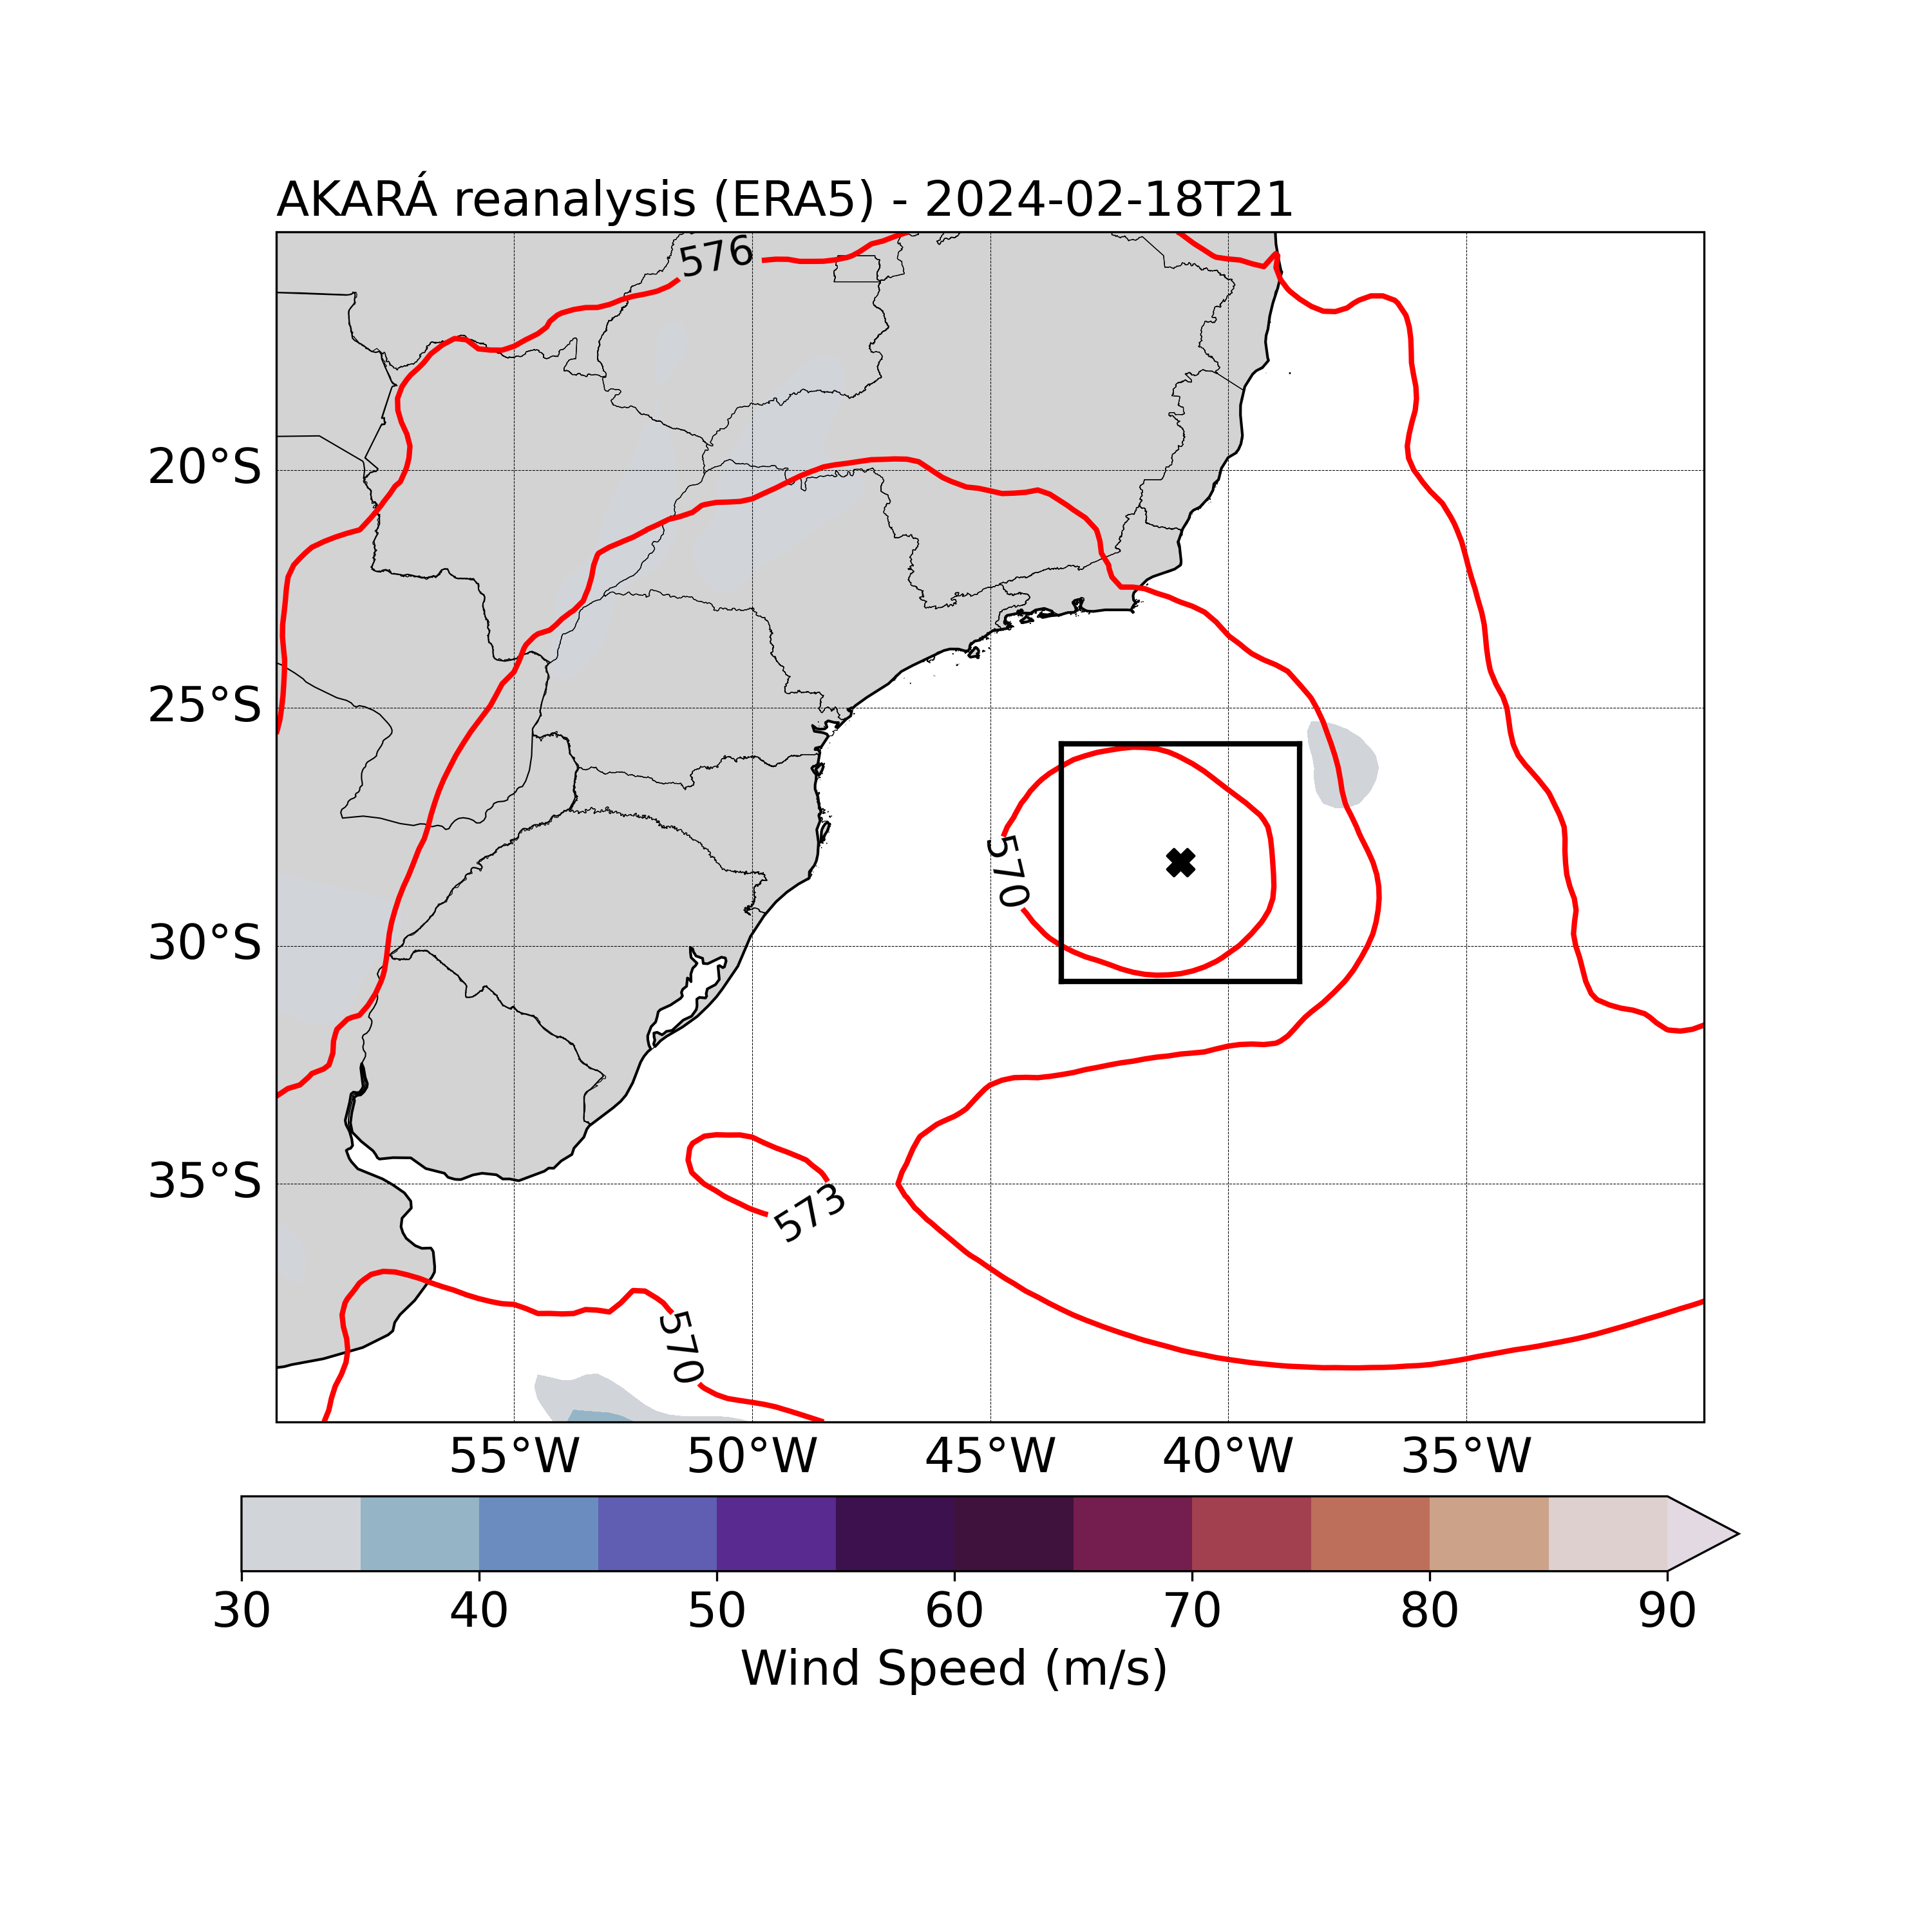 AKARÁ reanalysis (ERA5) - 2024-02-18T21
576
20°S
25°S
570
30°S
35°S
573
570
55°W 50°W 45°W 40°W 35°W
30 40 50 60 70 80 90
Wind Speed (m/s)